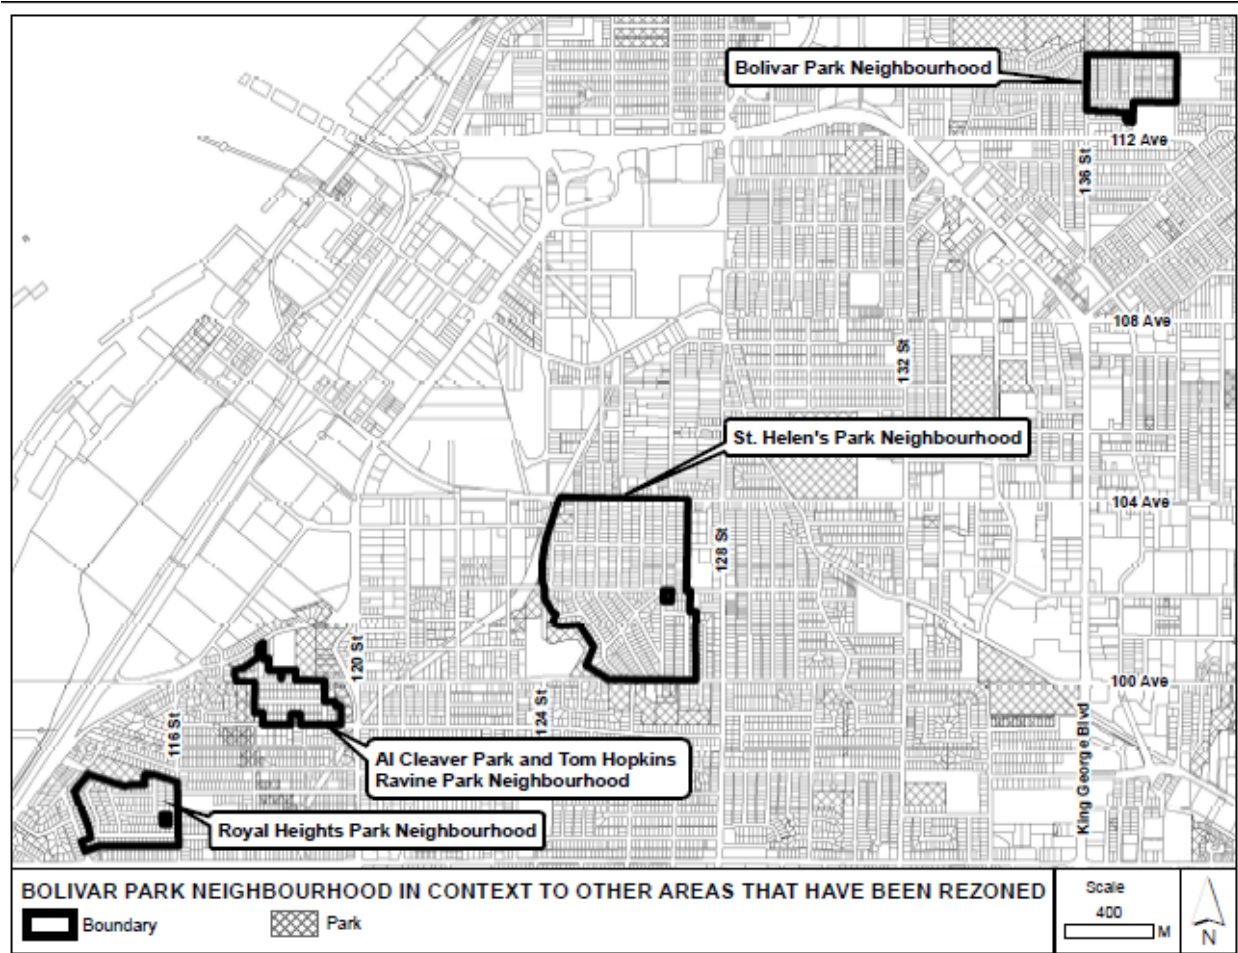 Bolivar Park Neighbourhood
112 Ave
136 St
108 Ave
132 St
St. Helen's Park Neighbourhood
104 Ave
128 St
120 St
100 Ave
124 St
116 St
King George Blvd
Al Cleaver Park and Tom Hopkins
Ravine Park Neighbourhood
Royal Heights Park Neighbourhood
BOLIVAR PARK NEIGHBOURHOOD IN CONTEXT TO OTHER AREAS THAT HAVE BEEN REZONED
Boundary
Park
Scale
400
M
N